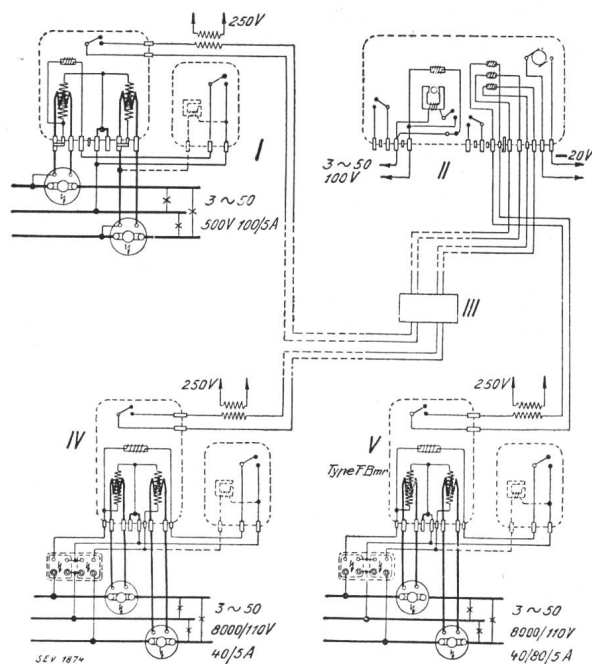 250V
I
3~50
500V 100/5A
3~50
100V
II
—20V
III
250V
IV
3~50
8000/110V
40/5A
250V
V
Type FBmr
3~50
8000/110V
40/80/5A
SEV 1874